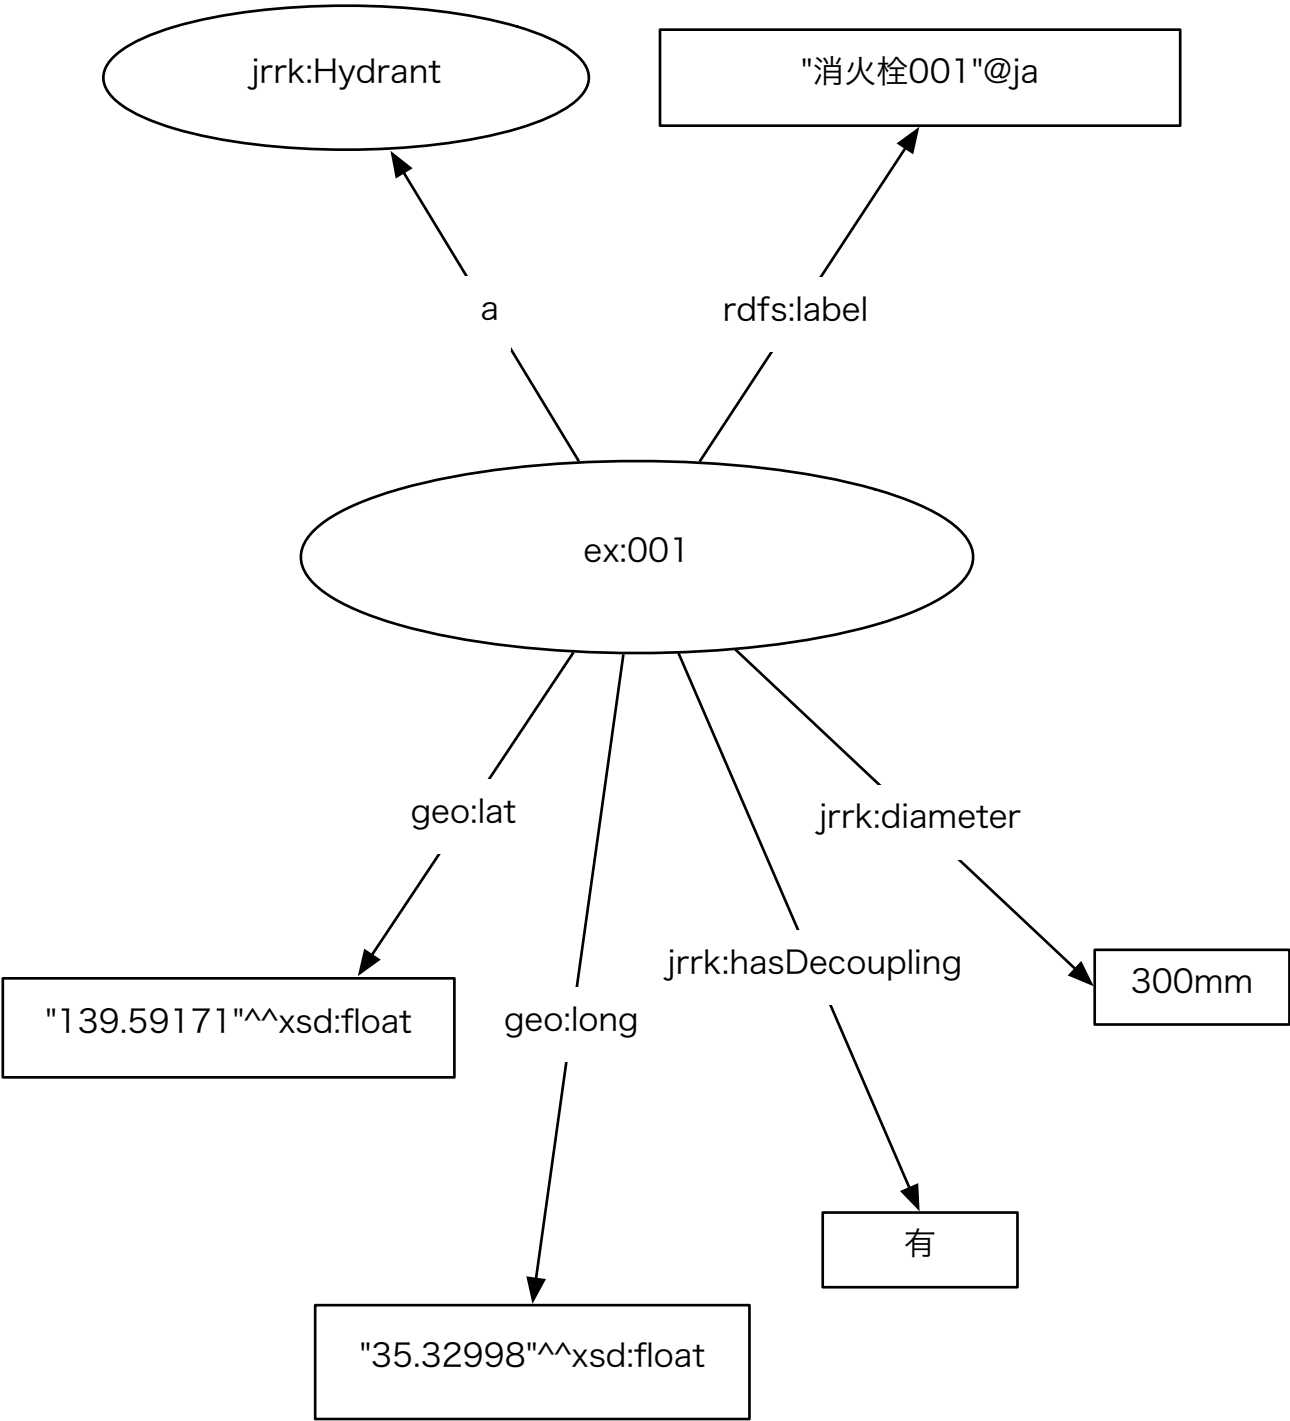 jrrk:Hydrant
"消火栓001"@ja
a
rdfs:label
ex:001
geo:lat
jrrk:diameter
jrrk:hasDecoupling
300mm
"139.59171"^^xsd:float
geo:long
有
"35.32998"^^xsd:float